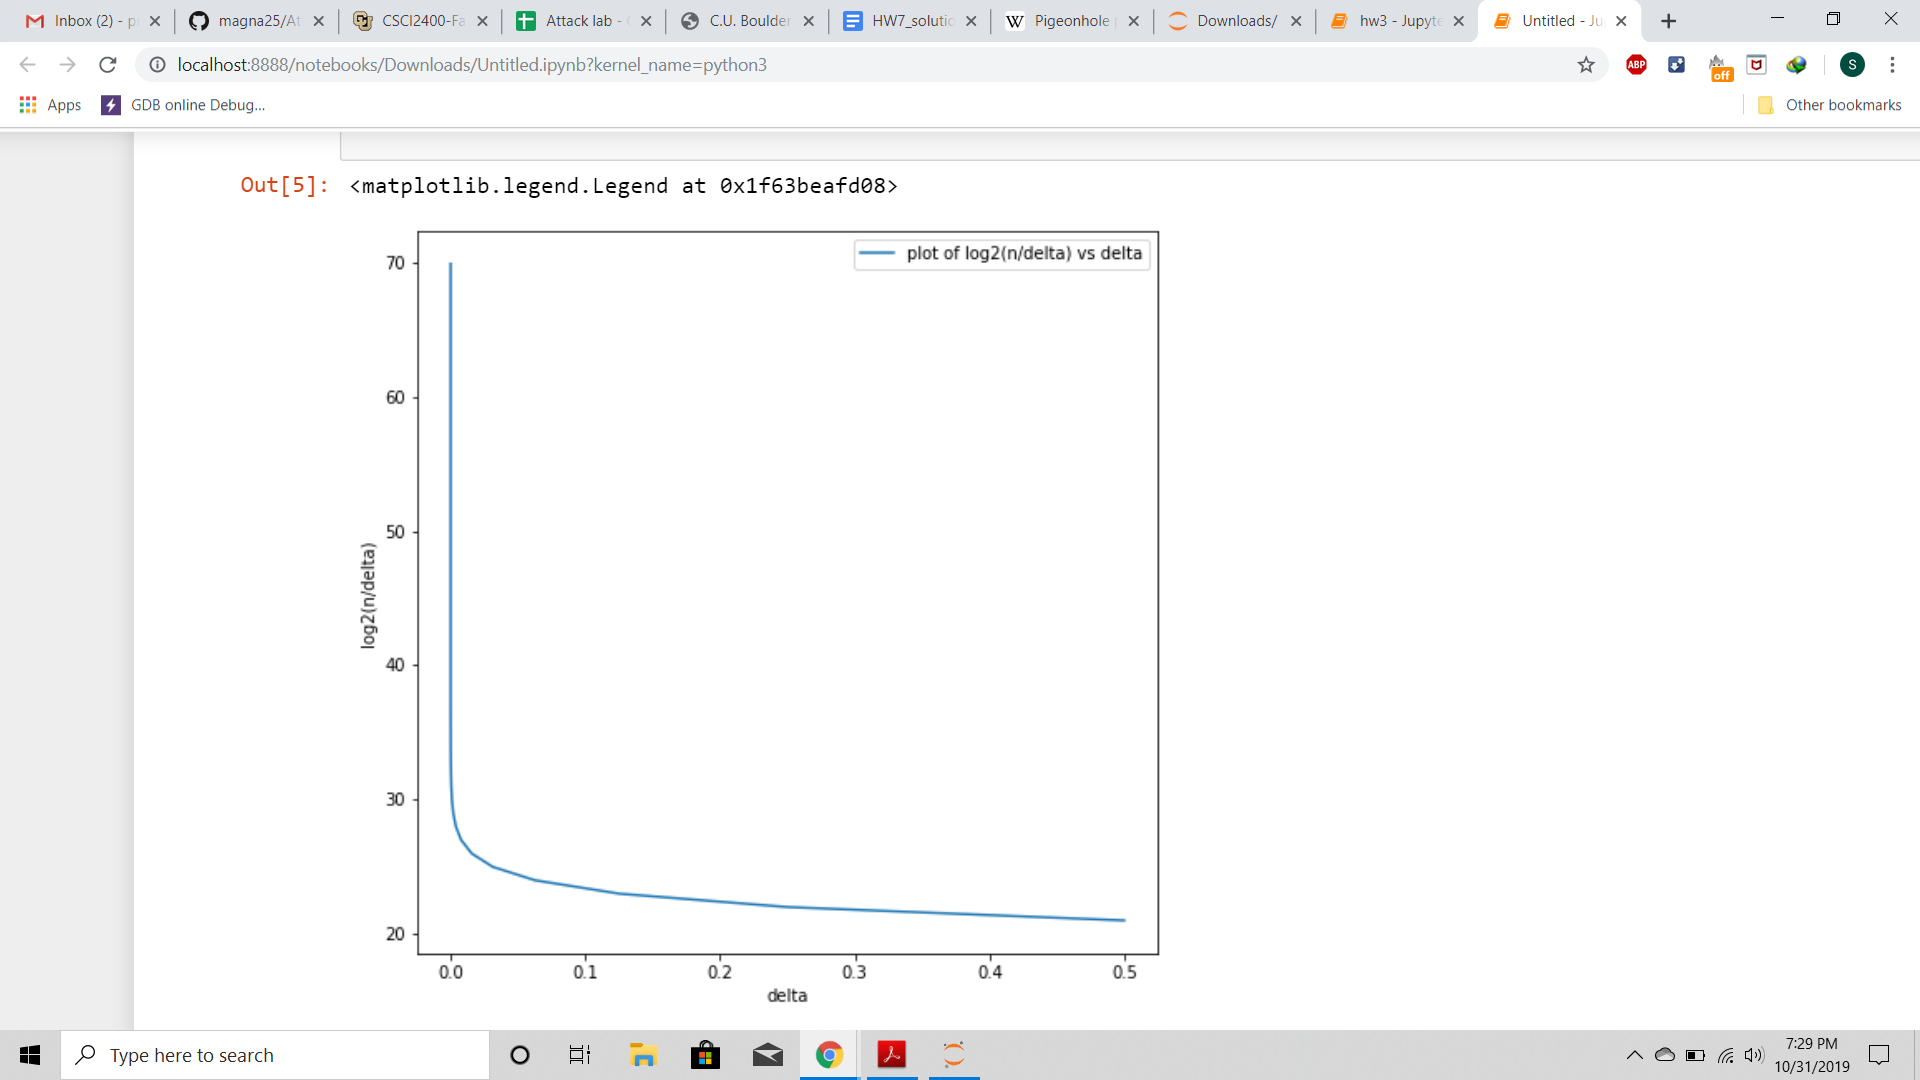 Inbox (2) - p
magna25/At
CSCI2400-Fa
Attack lab -
C.U. Boulder
HW7_solutio
Pigeonhole
Downloads/
hw3 - Jupyte
Untitled - Ju
localhost:8888/notebooks/Downloads/Untitled.ipynb?kernel_name=python3
ABP
off
S
Apps
GDB online Debug...
Other bookmarks
Out[5]: <matplotlib.legend.Legend at 0x1f63beafd08>
plot of log2(n/delta) vs delta
70
60
50
40
30
20
log2(n/delta)
0.0 0.1 0.2 0.3 0.4 0.5
delta
Type here to search
7:29 PM
10/31/2019